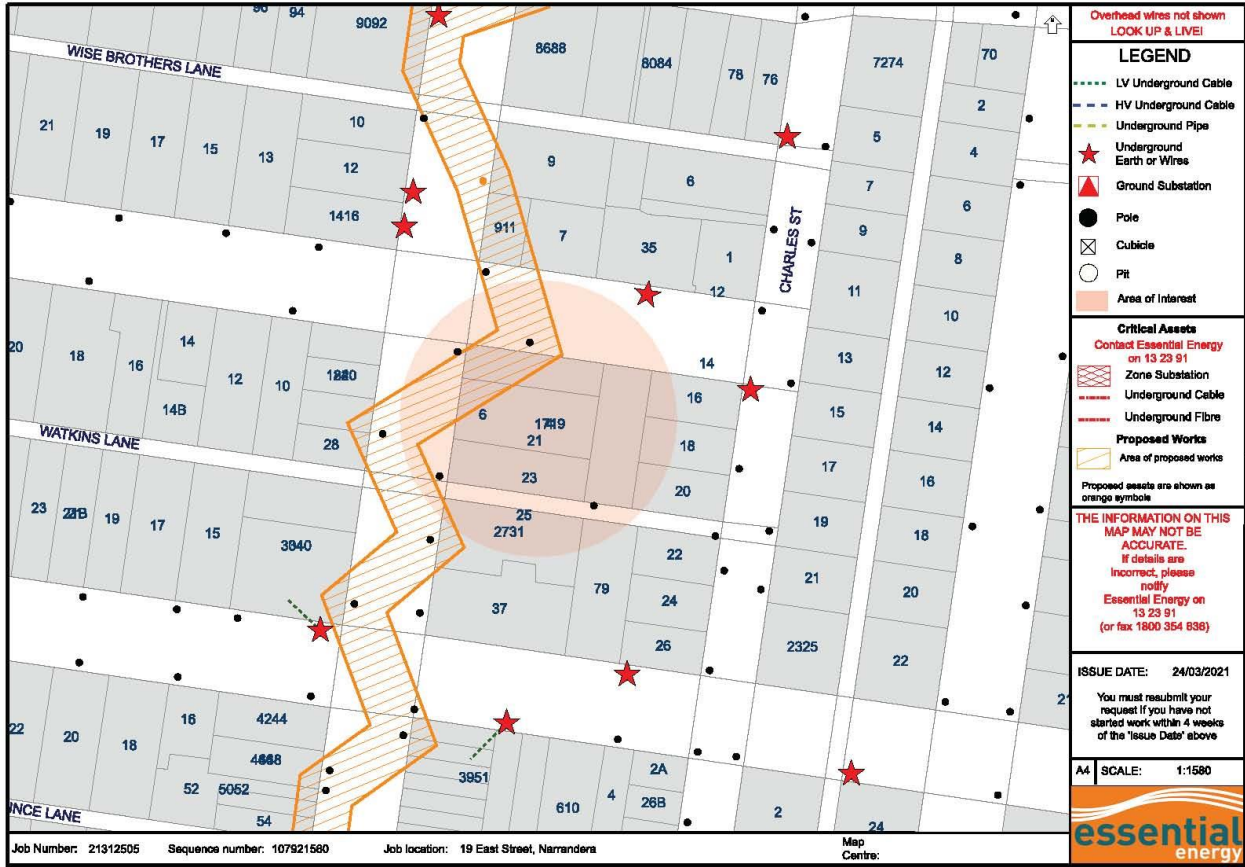 96
94
9092
8688
8084
78
76
7274
70
2
4
WISE BROTHERS LANE
21
19
17
15
13
10
12
1416
9
6
5
7
6
911
7
35
1
12
CHARLES ST
9
8
11
10
20
18
16
14
14B
12
10
28
14
13
12
6
21
16
15
14
WATKINS LANE
23
18
17
16
20
25
2731
19
18
23
19
17
15
3840
22
21
20
37
79
24
26
2325
22
22
20
18
16
4244
52
5052
54
3951
610
4
2A
26B
2
24
21
INCE LANE
Overhead wires not shown
LOOK UP & LIVE!
LEGEND
LV Underground Cable
HV Underground Cable
Underground Pipe
Underground
Earth or Wires
Ground Substation
Pole
Cubicle
Pit
Area of Interest
Critical Assets
Contact Essential Energy
on 13 23 91
Zone Substation
Underground Cable
Underground Fibre
Proposed Works
Area of proposed works
Proposed assets are shown as
orange symbols
THE INFORMATION ON THIS
MAP MAY NOT BE
ACCURATE.
If details are
incorrect, please
notify
Essential Energy on
13 23 91
(or fax 1800 354 636)
ISSUE DATE: 24/03/2021
You must resubmit your
request if you have not
started work within 4 weeks
of the 'Issue Date' above
A4 SCALE: 1:1580
essential
energy
Job Number: 21312505 Sequence number: 107921560 Job location: 19 East Street, Narrandera
Map
Centre: